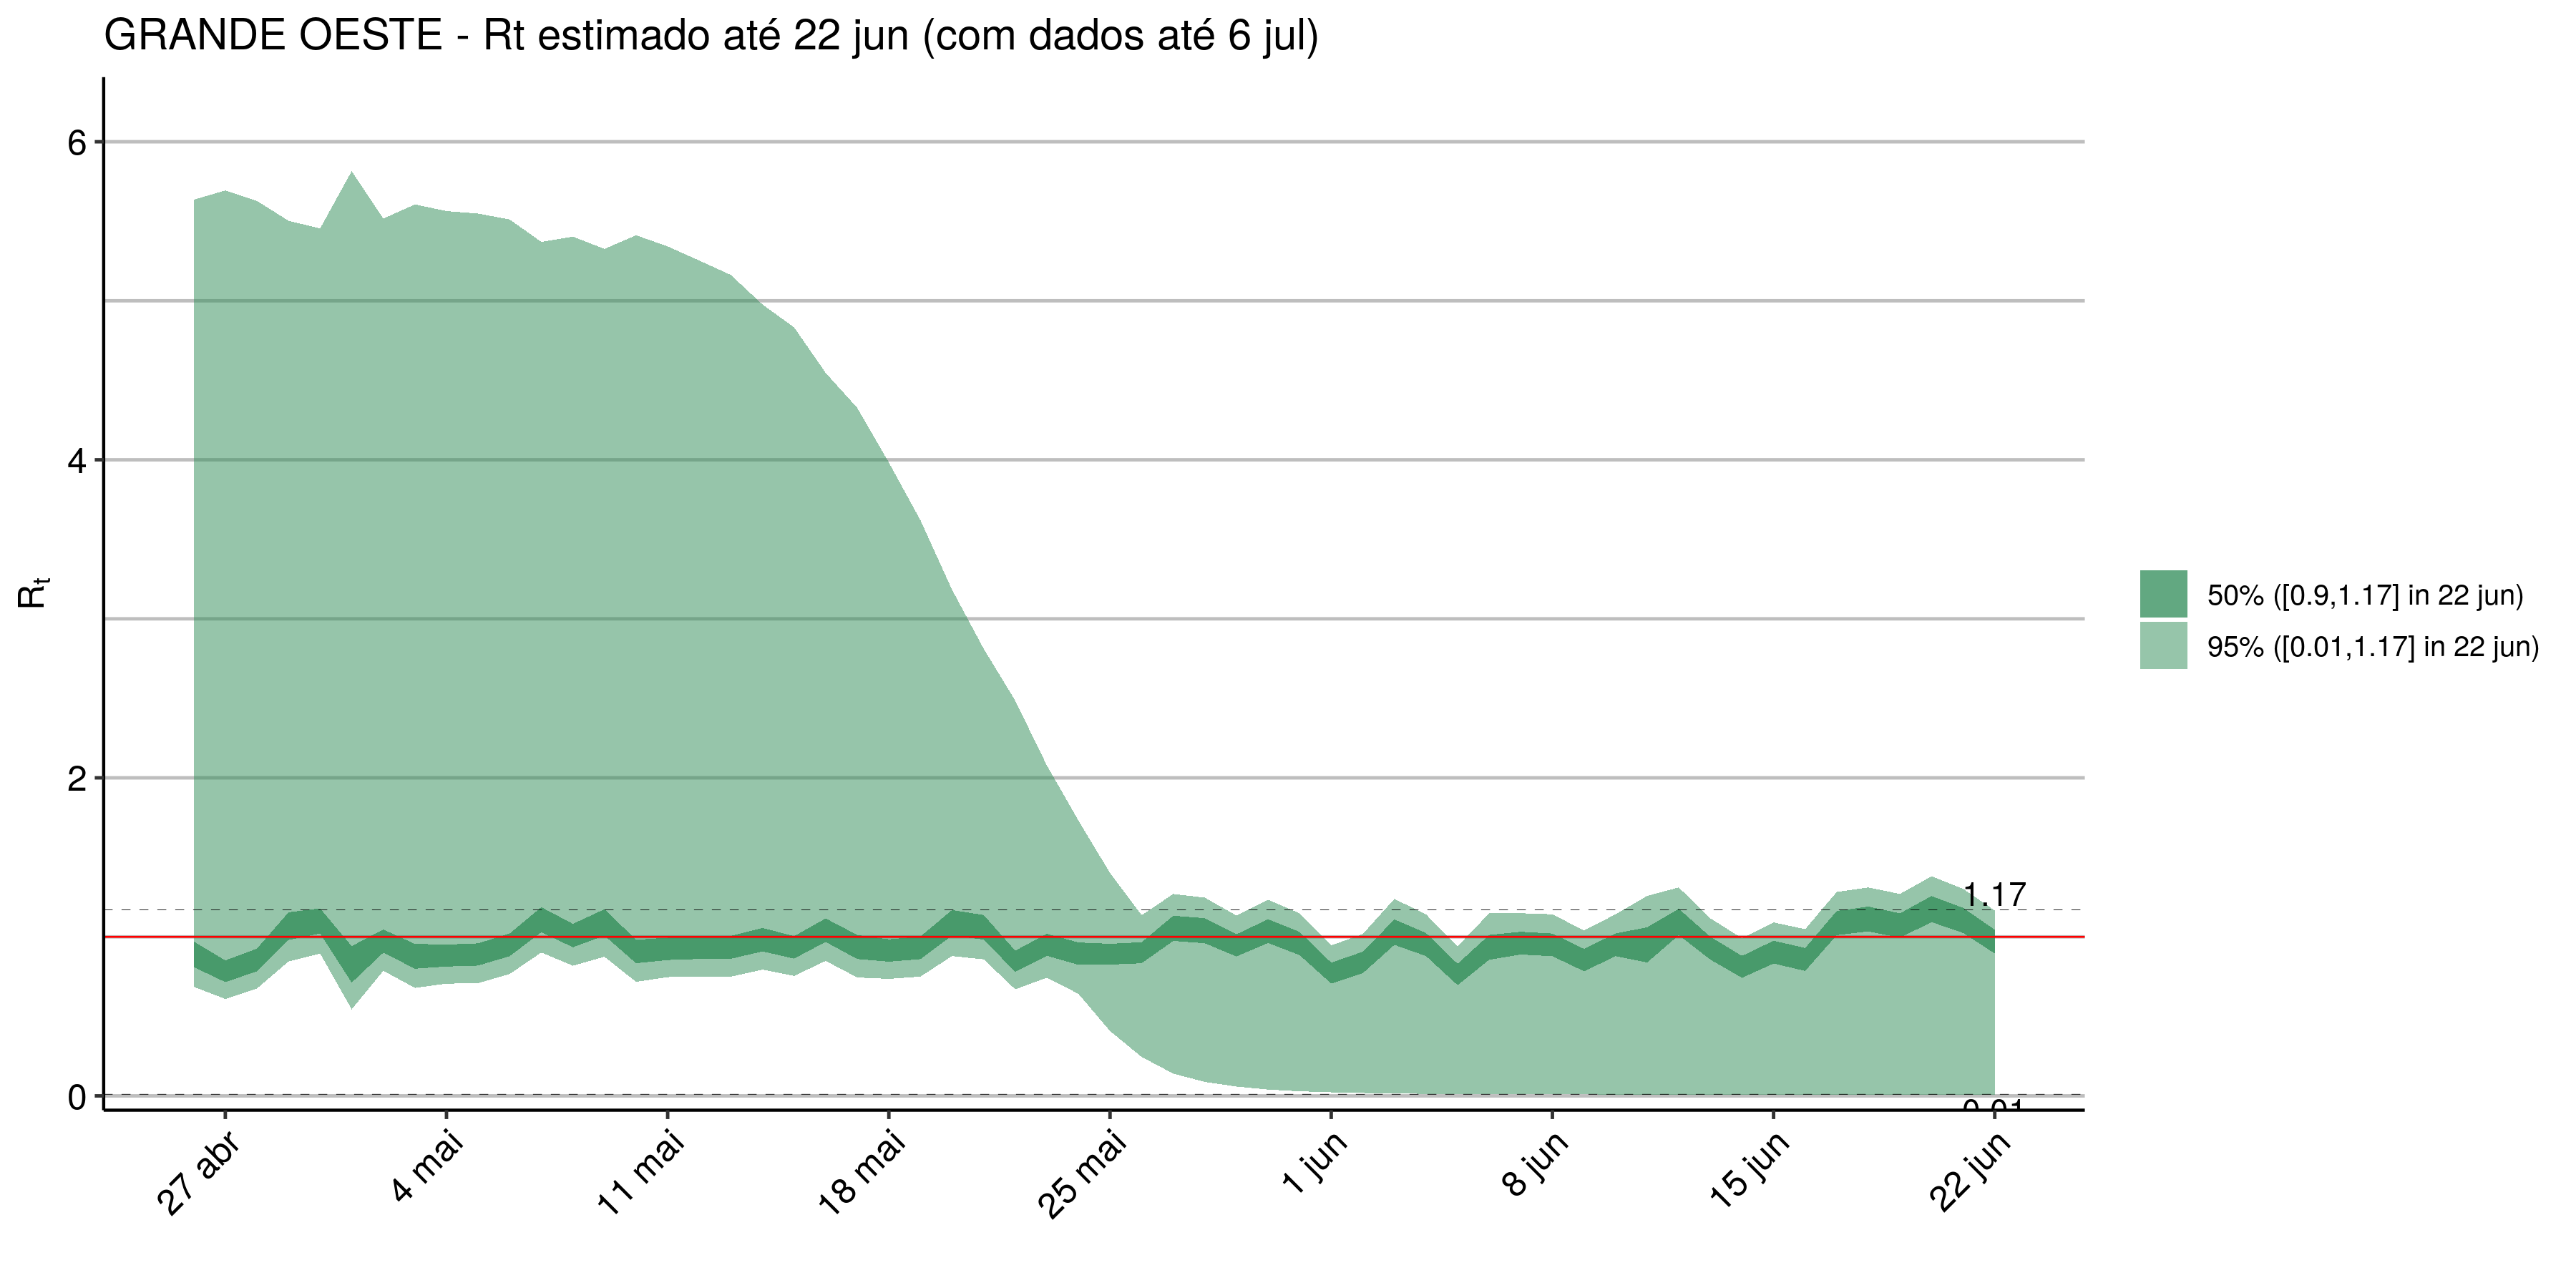 GRANDE OESTE - Rt estimado até 22 jun (com dados até 6 jul)
6
4
2
0
Rt
1.17
0.01
27 abr
4 mai
11 mai
18 mai
25 mai
1 jun
8 jun
15 jun
22 jun
50% ([0.9,1.17] in 22 jun)
95% ([0.01,1.17] in 22 jun)